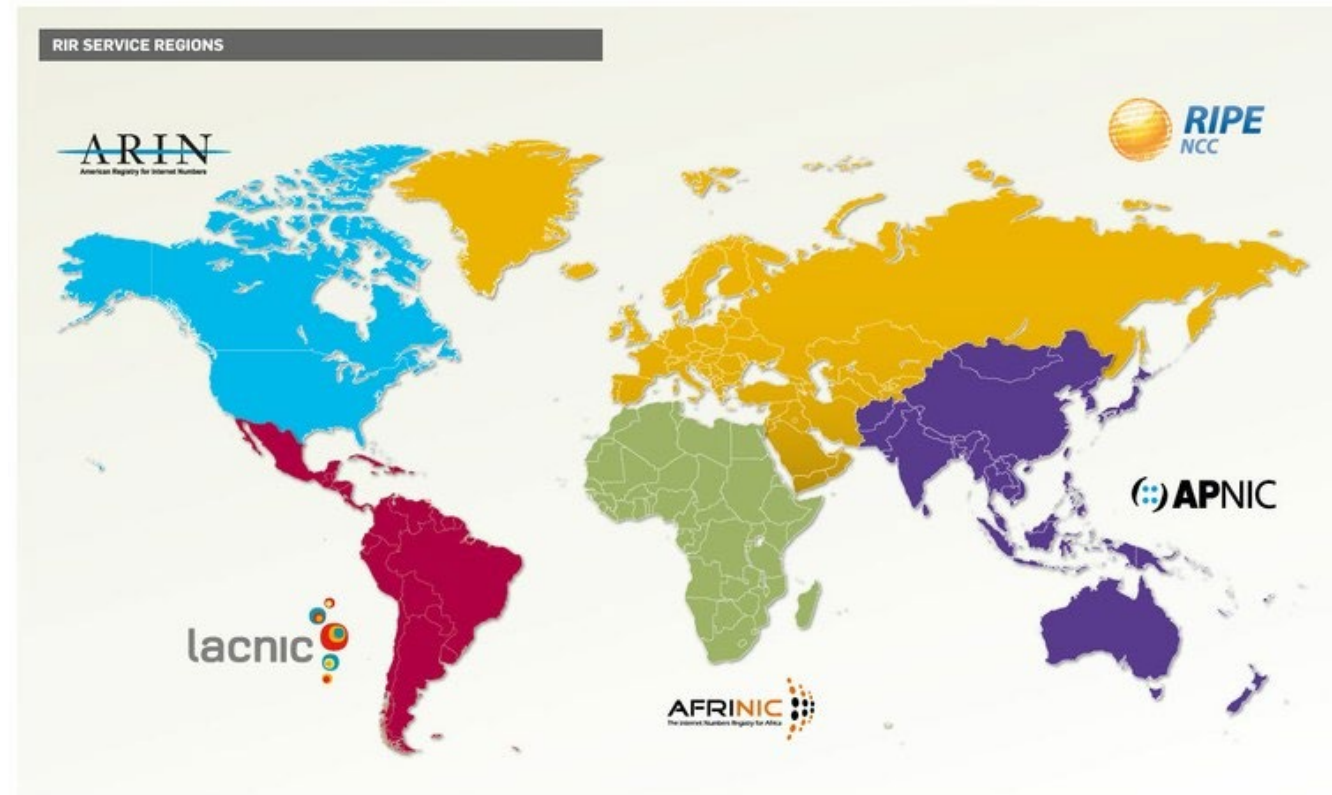 RIR SERVICE REGIONS
ARIN
American Registry for Internet Numbers
RIPE
NCC
APNIC
lacnic
AFRINIC
The Internet Numbers Registry for Africa